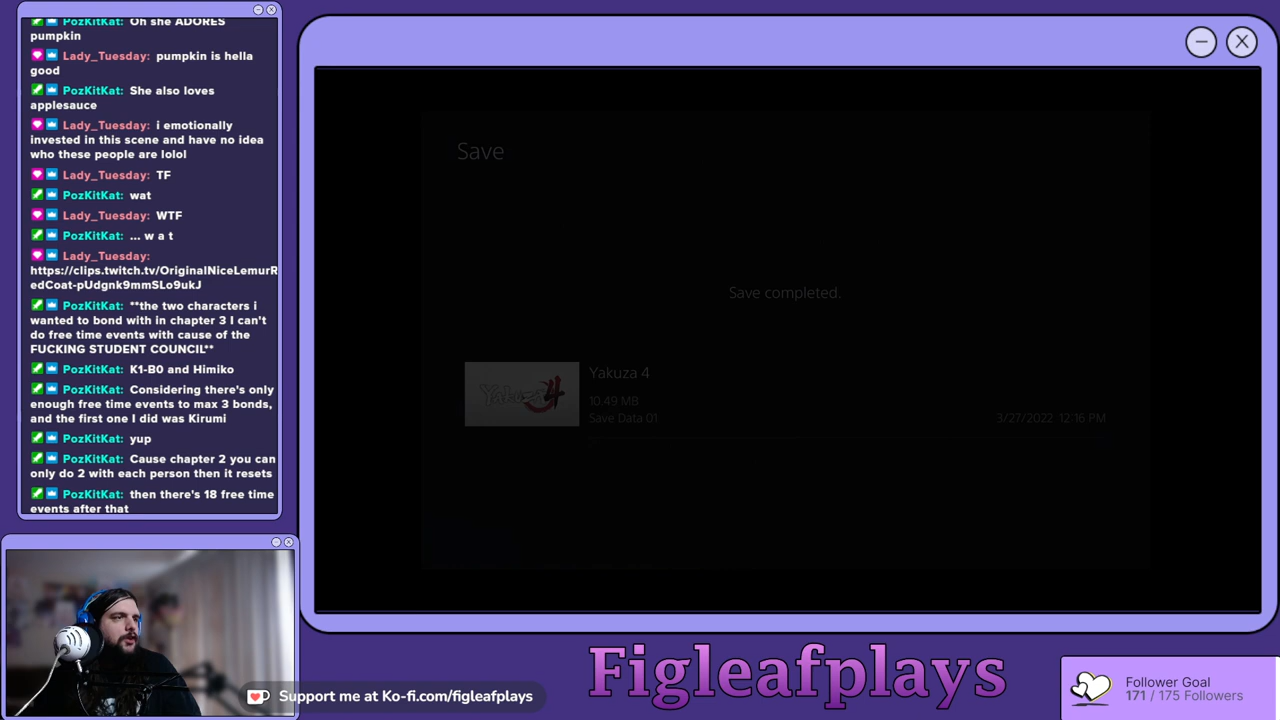 PozKitKat: Oh she ADORES
pumpkin
Lady_Tuesday: pumpkin is hella
good
PozKitKat: She also loves
applesauce
Lady_Tuesday: i emotionally
invested in this scene and have no idea
who these people are lolol
Lady_Tuesday: TF
PozKitKat: wat
Lady_Tuesday: WTF
PozKitKat: ... w a t
Lady_Tuesday:
https://clips.twitch.tv/OriginalNiceLemurR
edCoat-pUdgnk9mmSLo9ukJ
PozKitKat: **the two characters i
wanted to bond with in chapter 3 I can't
do free time events with cause of the
FUCKING STUDENT COUNCIL**
PozKitKat: K1-B0 and Himiko
PozKitKat: Considering there's only
enough free time events to max 3 bonds,
and the first one I did was Kirumi
PozKitKat: yup
PozKitKat: Cause chapter 2 you can
only do 2 with each person then it resets
PozKitKat: then there's 18 free time
events after that
Save
Save completed.
Yakuza 4
Yakuza 4
10.49 MB
Save Data 01
3/27/2022 12:16 PM
Support me at Ko-fi.com/figleafplays
Figleafplays
Follower Goal
171 / 175 Followers